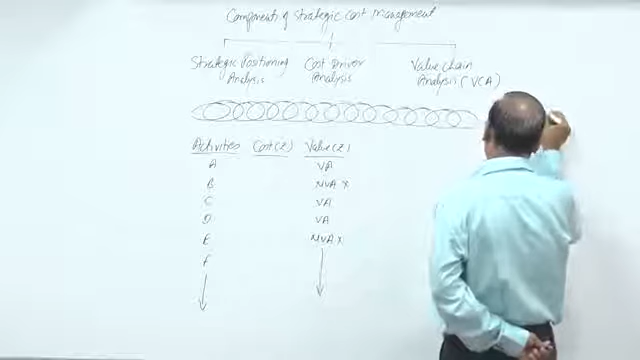 Components of Strategic Cost Management
Strategic Positioning Analysis
Cost Driver Analysis
Value Chain Analysis (VCA)
Activities Cost(₹) Value(₹)
A VA
B NVA x
C VA
D VA
E NVA x
F